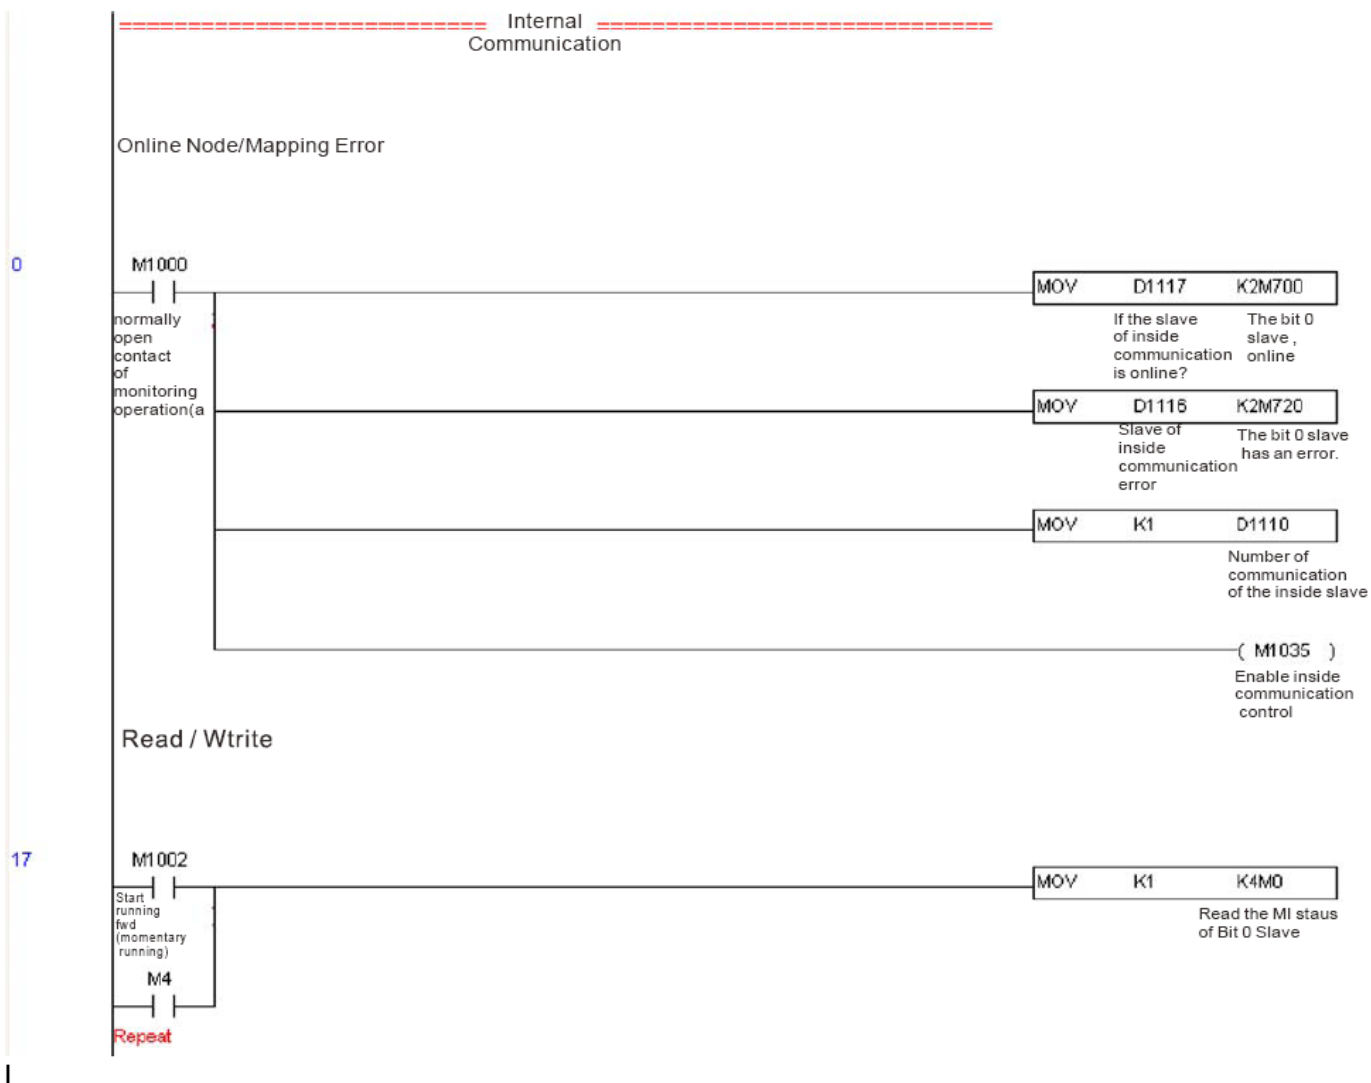 Internal
Communication
Online Node/Mapping Error
0
M1000
normally
open
contact
of
monitoring
operation(a
MOV D1117 K2M700
If the slave
of inside
communication
is online?
The bit 0
slave ,
online
MOV D1116 K2M720
Slave of
inside
communication
error
The bit 0 slave
has an error.
MOV K1 D1110
Number of
communication
of the inside slave
( M1035 )
Enable inside
communication
control
Read / Wtrite
17
M1002
Start
running
fwd
(momentary
running)
MOV K1 K4M0
Read the MI staus
of Bit 0 Slave
M4
Repeat